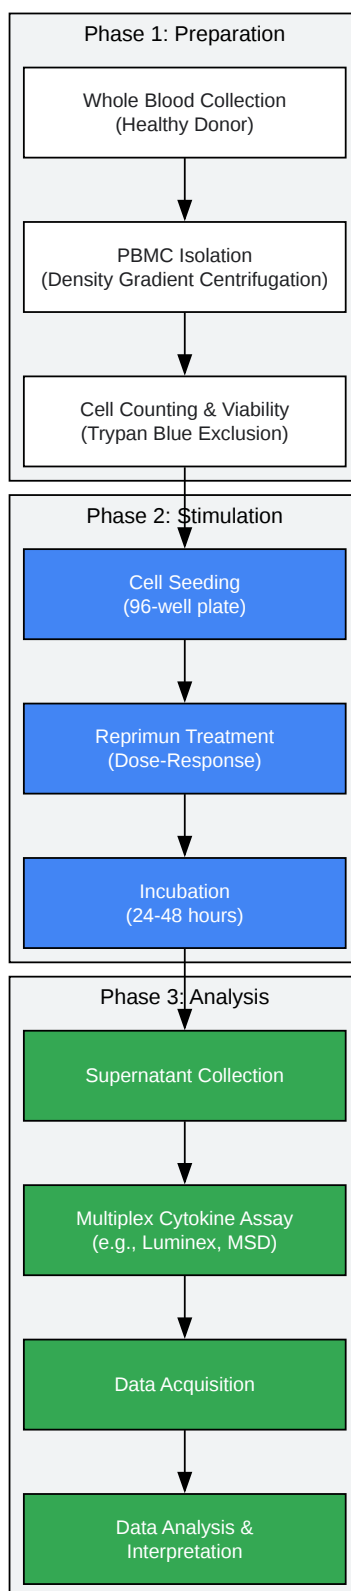 Phase 1: Preparation
Whole Blood Collection
(Healthy Donor)
PBMC Isolation
(Density Gradient Centrifugation)
Cell Counting & Viability
(Trypan Blue Exclusion)
Phase 2: Stimulation
Cell Seeding
(96-well plate)
Reprimun Treatment
(Dose-Response)
Incubation
(24-48 hours)
Phase 3: Analysis
Supernatant Collection
Multiplex Cytokine Assay
(e.g., Luminex, MSD)
Data Acquisition
Data Analysis &
Interpretation